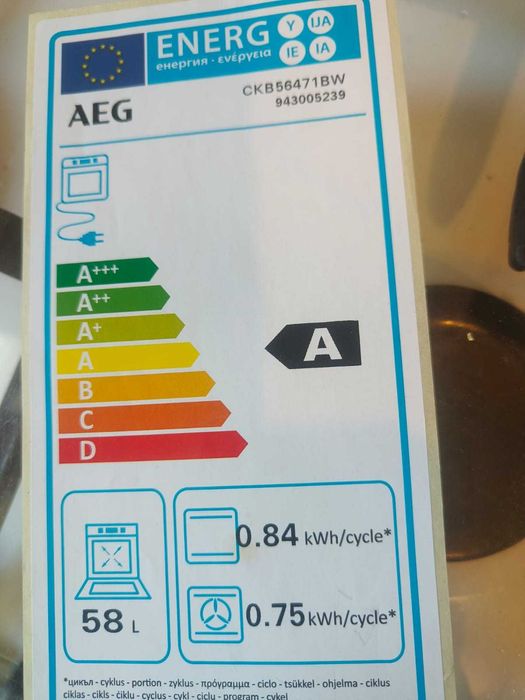 ENERG Y IJA
енергия · ενέργεια IE IA
AEG
CKB56471BW
943005239
A+++
A++
A+
A
B
C
D
A
58 L
0.84 kWh/cycle*
0.75 kWh/cycle*
*цикъл - cyklus - portion - zyklus - πρόγραμμα - ciclo - tsükkel - ohjelma - ciklus
ciklas - cikls - ċiklu - cyclus - cykl - ciclu - program - cykel